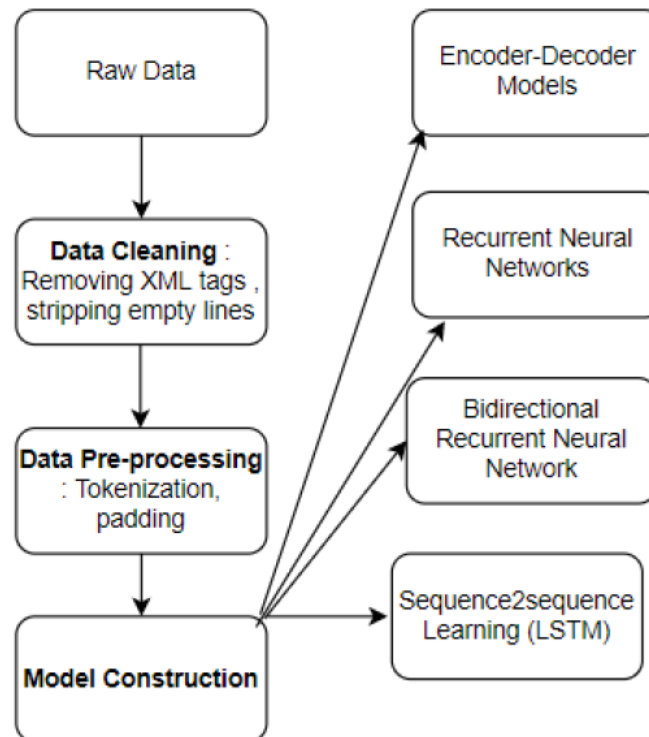 Raw Data
Data Cleaning :
Removing XML tags ,
stripping empty lines
Data Pre-processing
: Tokenization,
padding
Model Construction
Encoder-Decoder
Models
Recurrent Neural
Networks
Bidirectional
Recurrent Neural
Network
Sequence2sequence
Learning (LSTM)